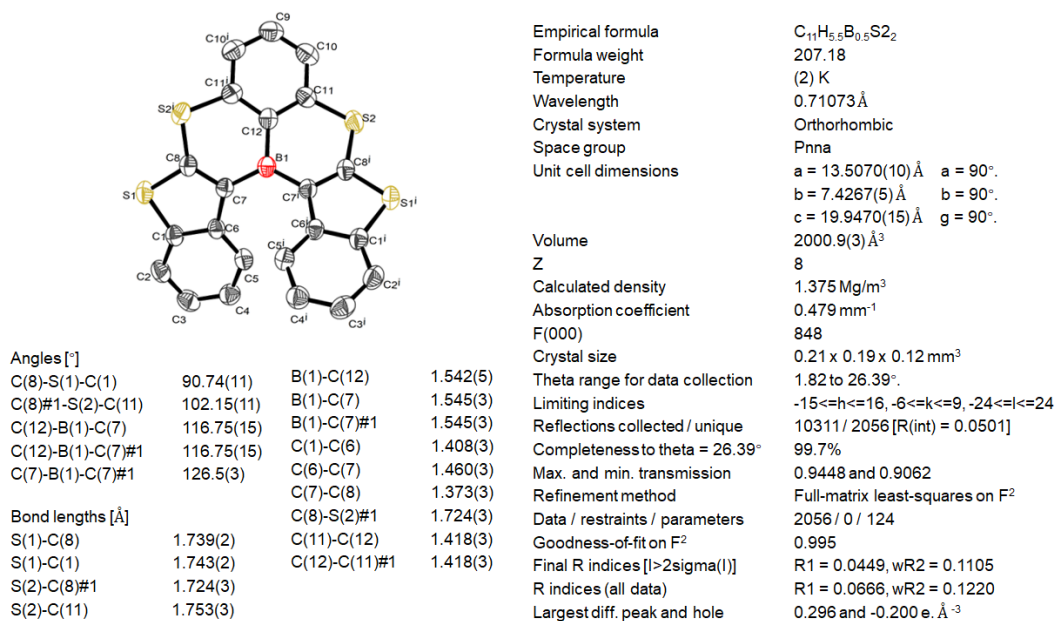 C9
C10i
C10
C11i
C11
S2i
S2
C12
C8
B1
C8i
S1
C7
C7i
S1i
C6
C6i
C1
C1i
C5i
C2
C5
C2i
C3
C4
C4i
C3i
Angles [°]
C(8)-S(1)-C(1) 90.74(11)
C(8)#1-S(2)-C(11) 102.15(11)
C(12)-B(1)-C(7) 116.75(15)
C(12)-B(1)-C(7)#1 116.75(15)
C(7)-B(1)-C(7)#1 126.5(3)
Bond lengths [Å]
S(1)-C(8) 1.739(2)
S(1)-C(1) 1.743(2)
S(2)-C(8)#1 1.724(3)
S(2)-C(11) 1.753(3)
B(1)-C(12) 1.542(5)
B(1)-C(7) 1.545(3)
B(1)-C(7)#1 1.545(3)
C(1)-C(6) 1.408(3)
C(6)-C(7) 1.460(3)
C(7)-C(8) 1.373(3)
C(8)-S(2)#1 1.724(3)
C(11)-C(12) 1.418(3)
C(12)-C(11)#1 1.418(3)
Empirical formula C11H5.5B0.5S22
Formula weight 207.18
Temperature (2) K
Wavelength 0.71073 Å
Crystal system Orthorhombic
Space group Pnna
Unit cell dimensions a = 13.5070(10) Å a = 90°.
b = 7.4267(5) Å b = 90°.
c = 19.9470(15) Å g = 90°.
Volume 2000.9(3) Å3
Z 8
Calculated density 1.375 Mg/m3
Absorption coefficient 0.479 mm-1
F(000) 848
Crystal size 0.21 x 0.19 x 0.12 mm3
Theta range for data collection 1.82 to 26.39°.
Limiting indices -15<=h<=16, -6<=k<=9, -24<=l<=24
Reflections collected / unique 10311 / 2056 [R(int) = 0.0501]
Completeness to theta = 26.39° 99.7%
Max. and min. transmission 0.9448 and 0.9062
Refinement method Full-matrix least-squares on F2
Data / restraints / parameters 2056 / 0 / 124
Goodness-of-fit on F2 0.995
Final R indices [I>2sigma(I)] R1 = 0.0449, wR2 = 0.1105
R indices (all data) R1 = 0.0666, wR2 = 0.1220
Largest diff. peak and hole 0.296 and -0.200 e. Å -3